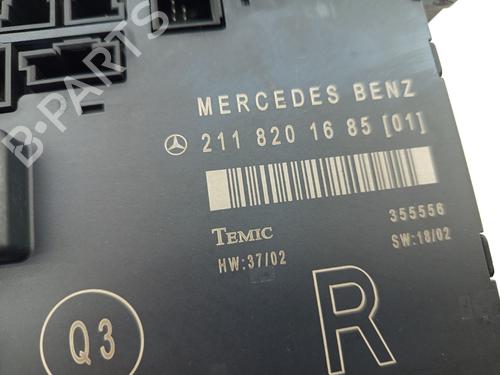 B-PARTS
MERCEDES BENZ
211 820 16 85 [01]
TEMIC 355556
HW:37/02 SW:18/02
Q3 R